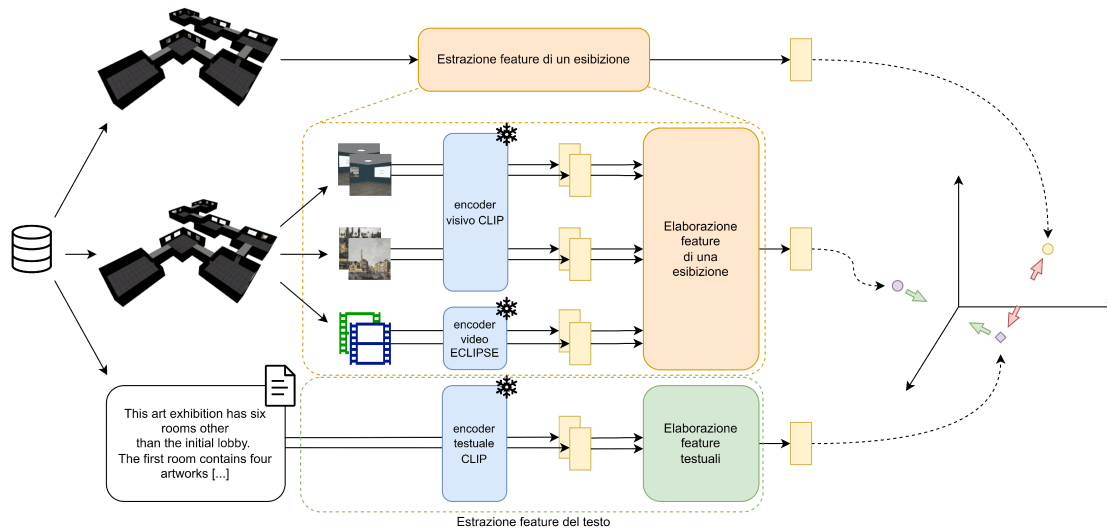 Estrazione feature di un esibizione
encoder
visivo CLIP
Elaborazione
feature
di una
esibizione
encoder
video
ECLIPSE
This art exhibition has six
rooms other
than the initial lobby.
The first room contains four
artworks [...]
encoder
testuale
CLIP
Elaborazione
feature
testuali
Estrazione feature del testo